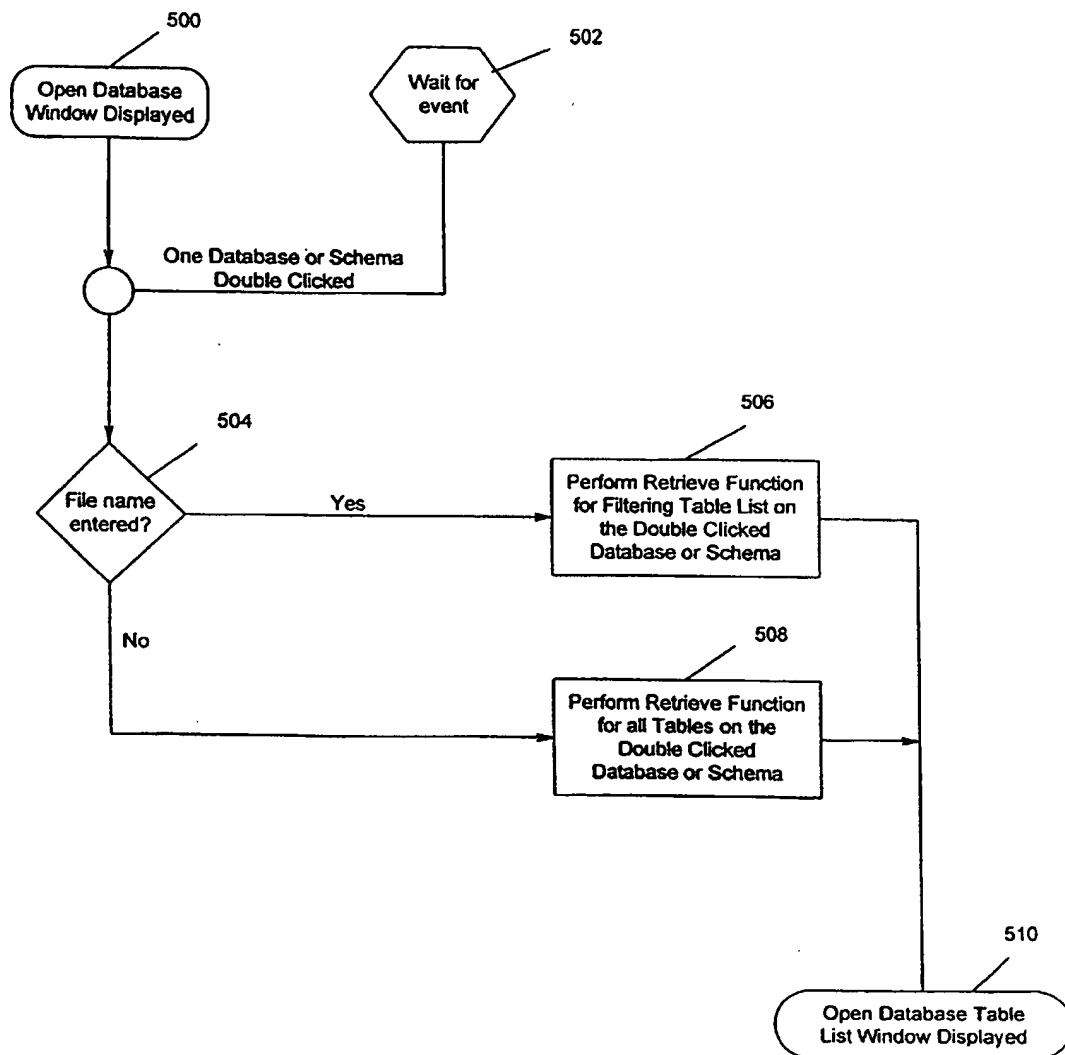 500
Open Database
Window Displayed
502
Wait for
event
One Database or Schema
Double Clicked
504
File name
entered?
Yes
506
Perform Retrieve Function
for Filtering Table List on
the Double Clicked
Database or Schema
No
508
Perform Retrieve Function
for all Tables on the
Double Clicked
Database or Schema
510
Open Database Table
List Window Displayed